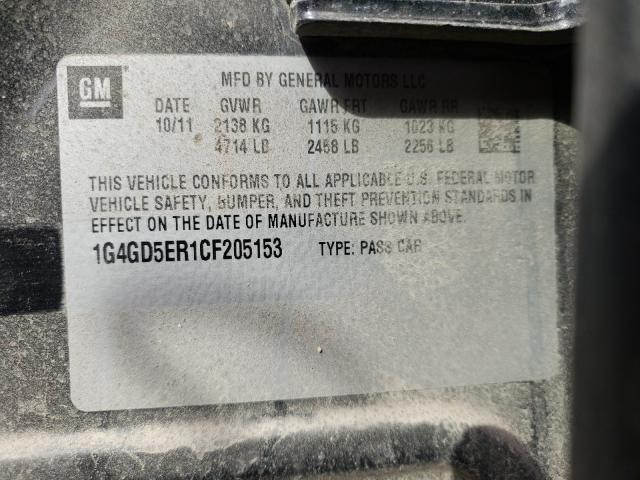 GM
MFD BY GENERAL MOTORS LLC
DATE GVWR GAWR FRT GAWR RR
10/11 2138 KG 1115 KG 1023 KG
4714 LB 2458 LB 2256 LB
THIS VEHICLE CONFORMS TO ALL APPLICABLE U.S. FEDERAL MOTOR
VEHICLE SAFETY, BUMPER, AND THEFT PREVENTION STANDARDS IN
EFFECT ON THE DATE OF MANUFACTURE SHOWN ABOVE.
1G4GD5ER1CF205153 TYPE: PASS CAR